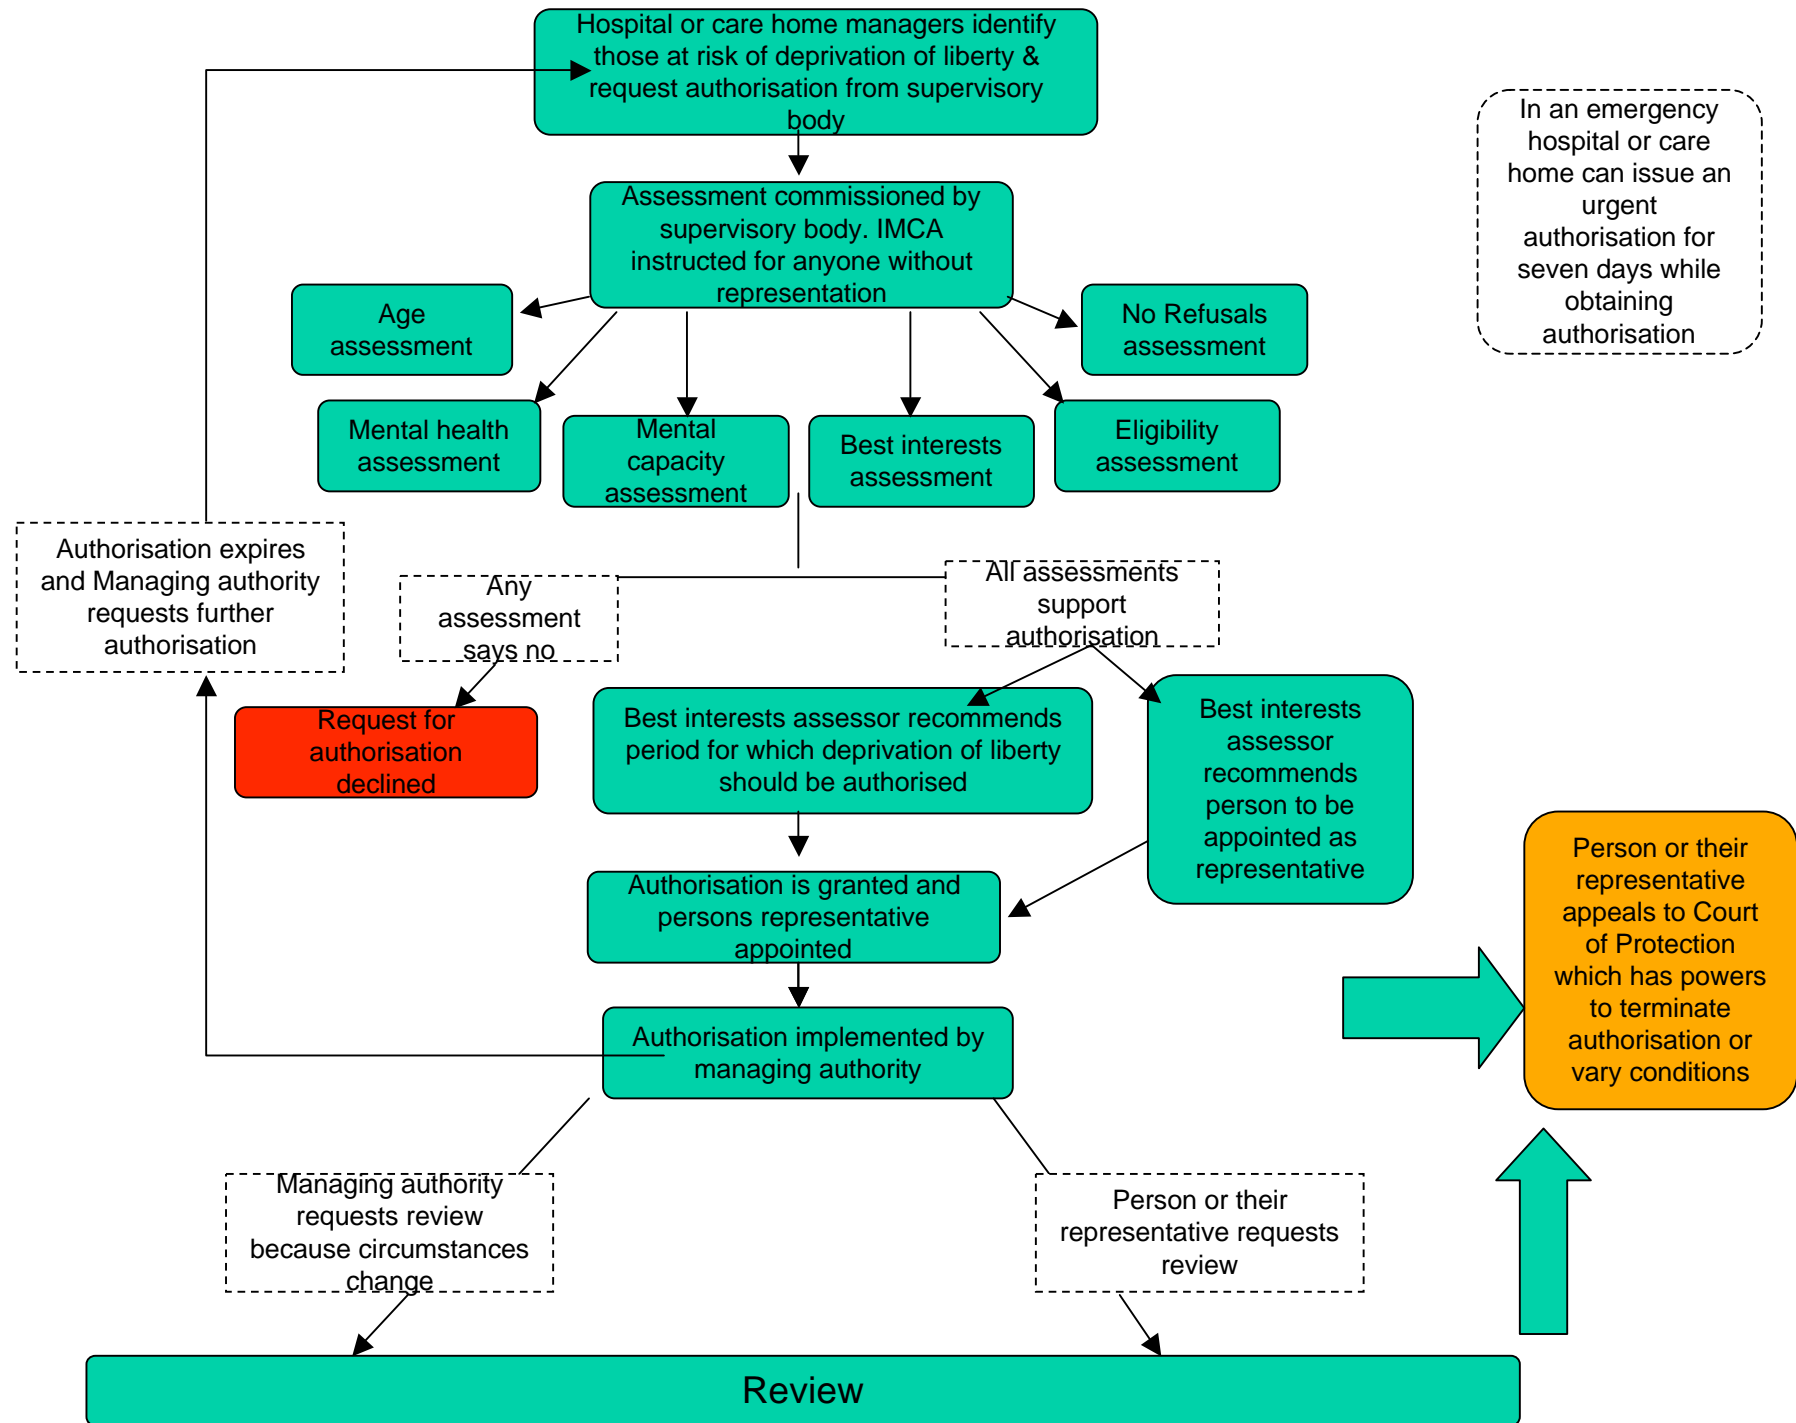 Hospital or care home managers identify
those at risk of deprivation of liberty &
request authorisation from supervisory
body
In an emergency
hospital or care
home can issue an
urgent
authorisation for
seven days while
obtaining
authorisation
Assessment commissioned by
supervisory body. IMCA
instructed for anyone without
representation
Age
assessment
No Refusals
assessment
Mental health
assessment
Mental
capacity
assessment
Best interests
assessment
Eligibility
assessment
Authorisation expires
and Managing authority
requests further
authorisation
Any
assessment
says no
All assessments
support
authorisation
Request for
authorisation
declined
Best interests assessor recommends
period for which deprivation of liberty
should be authorised
Best interests
assessor
recommends
person to be
appointed as
representative
Authorisation is granted and
persons representative
appointed
Person or their
representative
appeals to Court
of Protection
which has powers
to terminate
authorisation or
vary conditions
Authorisation implemented by
managing authority
Managing authority
requests review
because circumstances
change
Person or their
representative requests
review
Review